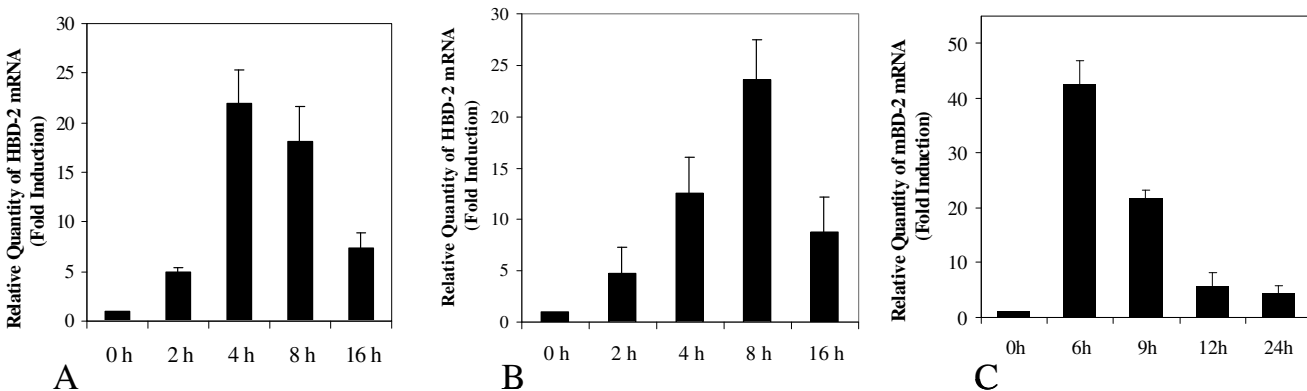 Relative Quantity of HBD-2 mRNA
(Fold Induction)
30
25
20
15
10
5
0
0 h 2 h 4 h 8 h 16 h
A
Relative Quantity of HBD-2 mRNA
(Fold Induction)
30
25
20
15
10
5
0
0 h 2 h 4 h 8 h 16 h
B
Relative Quantity of mBD-2 mRNA
(Fold Induction)
50
40
30
20
10
0
0h 6h 9h 12h 24h
C